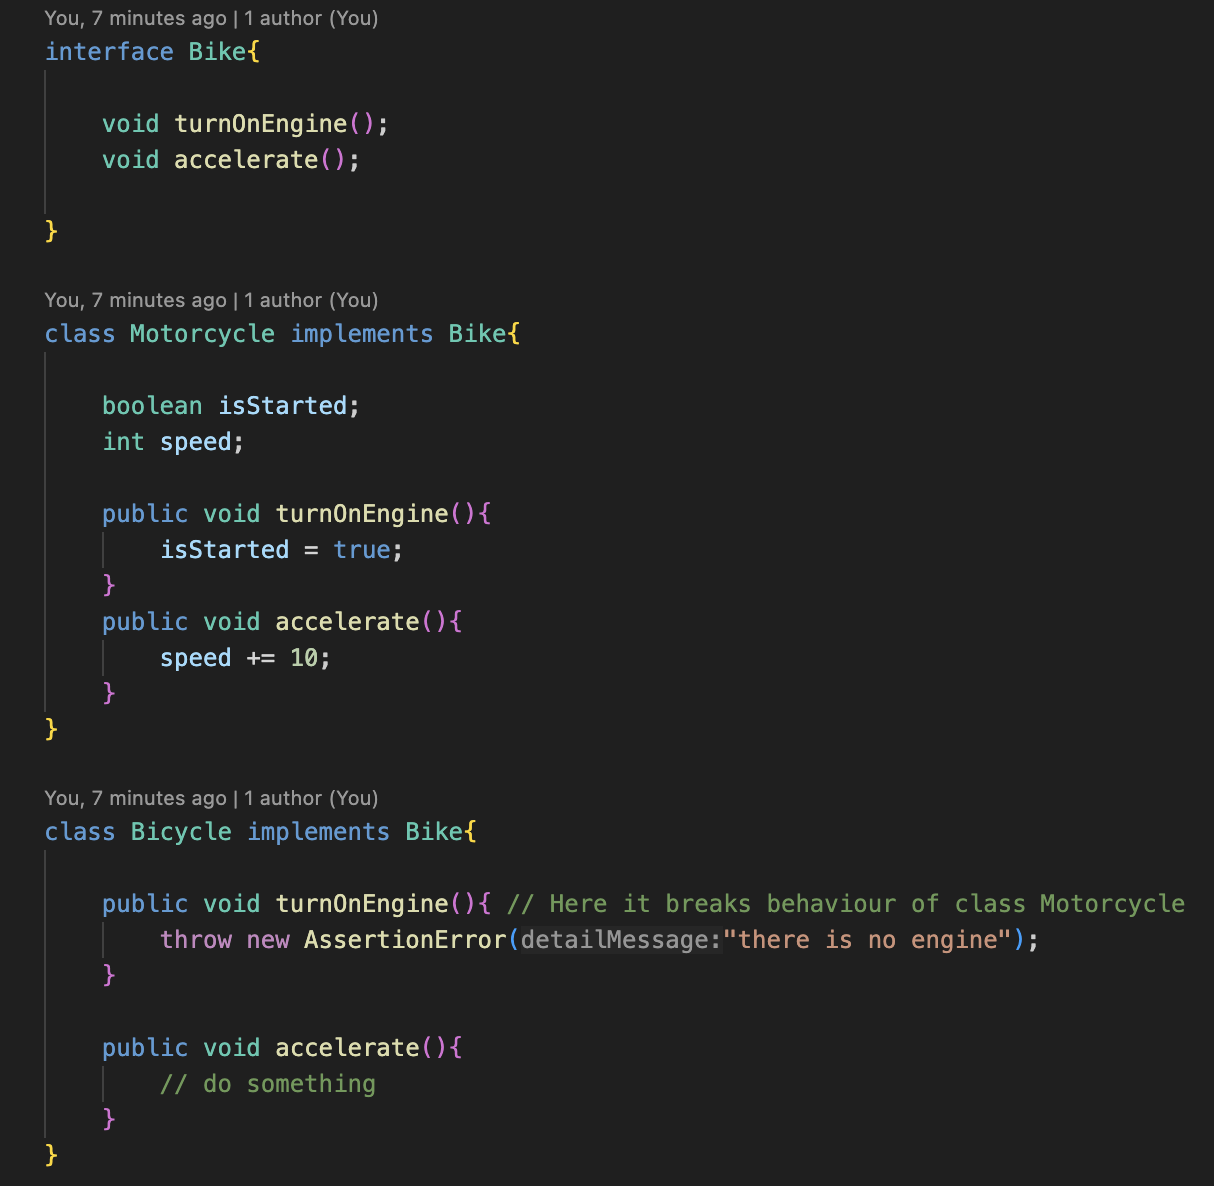 You, 7 minutes ago | 1 author (You)
interface Bike{
void turnOnEngine();
void accelerate();
}
You, 7 minutes ago | 1 author (You)
class Motorcycle implements Bike{
boolean isStarted;
int speed;
public void turnOnEngine(){
isStarted = true;
}
public void accelerate(){
speed += 10;
}
}
You, 7 minutes ago | 1 author (You)
class Bicycle implements Bike{
public void turnOnEngine(){ // Here it breaks behaviour of class Motorcycle
throw new AssertionError(detailMessage:"there is no engine");
}
public void accelerate(){
// do something
}
}